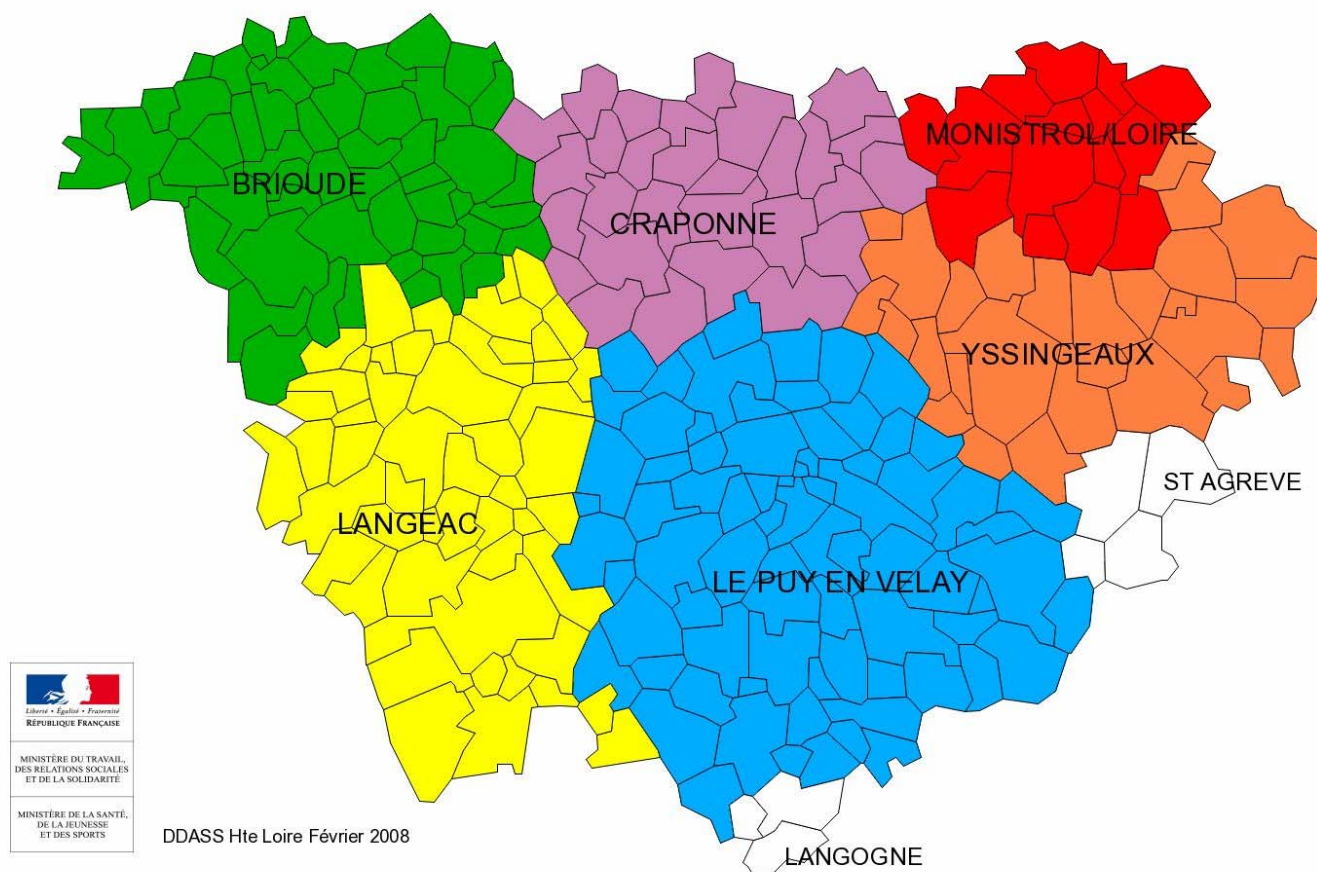 MONISTROL/LOIRE
BRIOUDE
CRAPONNE
YSSINGEAUX
ST AGREVE
LANGEAC
LE PUY EN VELAY
Liberté • Égalité • Fraternité
RÉPUBLIQUE FRANÇAISE
MINISTÈRE DU TRAVAIL,
DES RELATIONS SOCIALES
ET DE LA SOLIDARITÉ
MINISTÈRE DE LA SANTÉ,
DE LA JEUNESSE
ET DES SPORTS
DDASS Hte Loire Février 2008
LANGOGNE